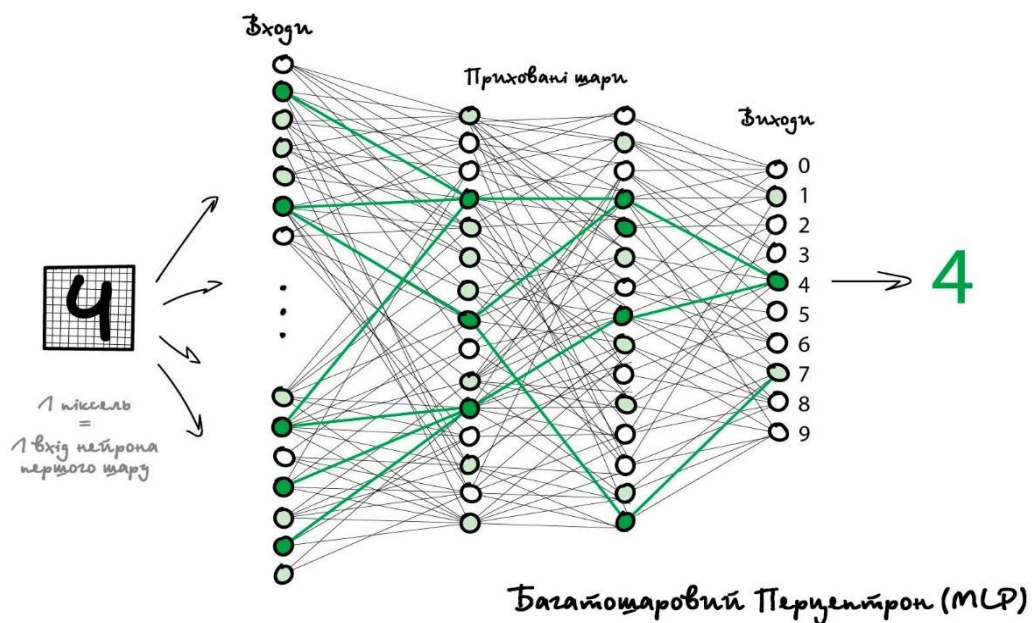 Входи
Приховані шари
Виходи
0
1
2
3
4
5
6
7
8
9
4
4
1 піксель
=
1 вхід нейрона
першого шару
Багатошаровий Перцептрон (MLP)